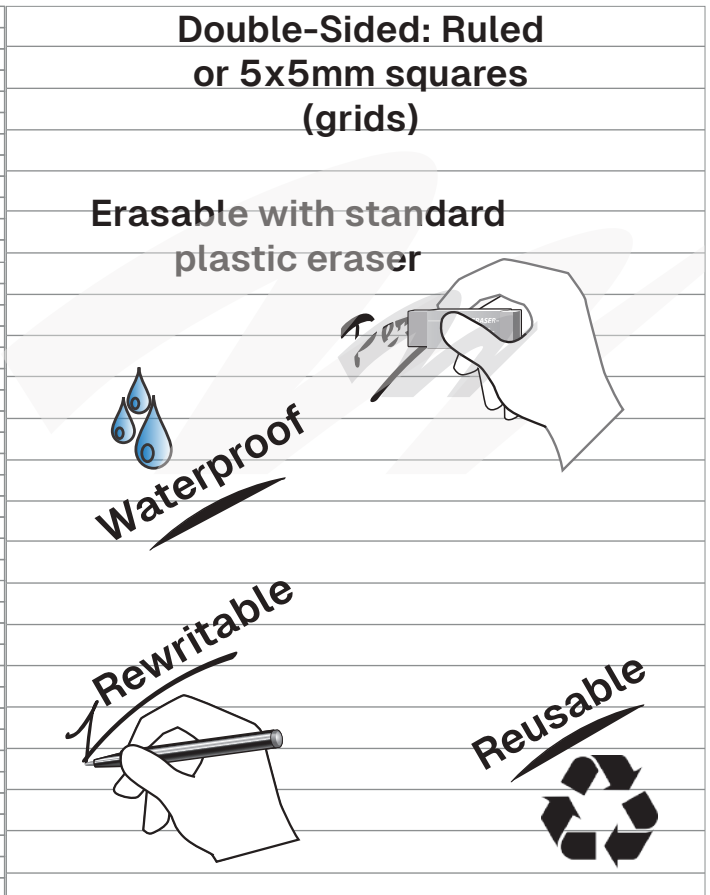 Double-Sided: Ruled
or 5x5mm squares
(grids)
Erasable with standard
plastic eraser
Waterproof
Rewritable
Reusable